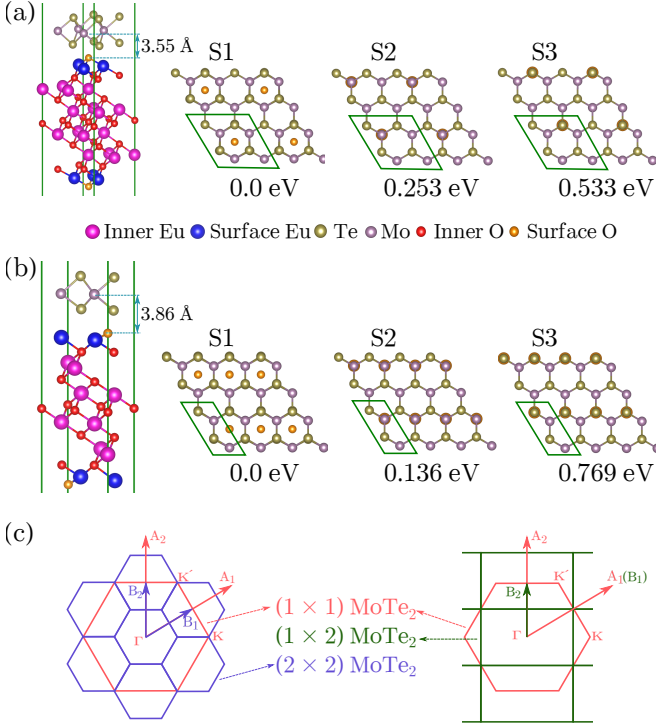 (a)
3.55 Å
S1
S2
S3
0.0 eV
0.253 eV
0.533 eV
Inner Eu
Surface Eu
Te
Mo
Inner O
Surface O
(b)
3.86 Å
S1
S2
S3
0.0 eV
0.136 eV
0.769 eV
(c)
A₂
K´
A₁
B₂
B₁
Γ
K
(1 × 1) MoTe₂
(1 × 2) MoTe₂
(2 × 2) MoTe₂
A₂
K´
A₁(B₁)
B₂
Γ
K